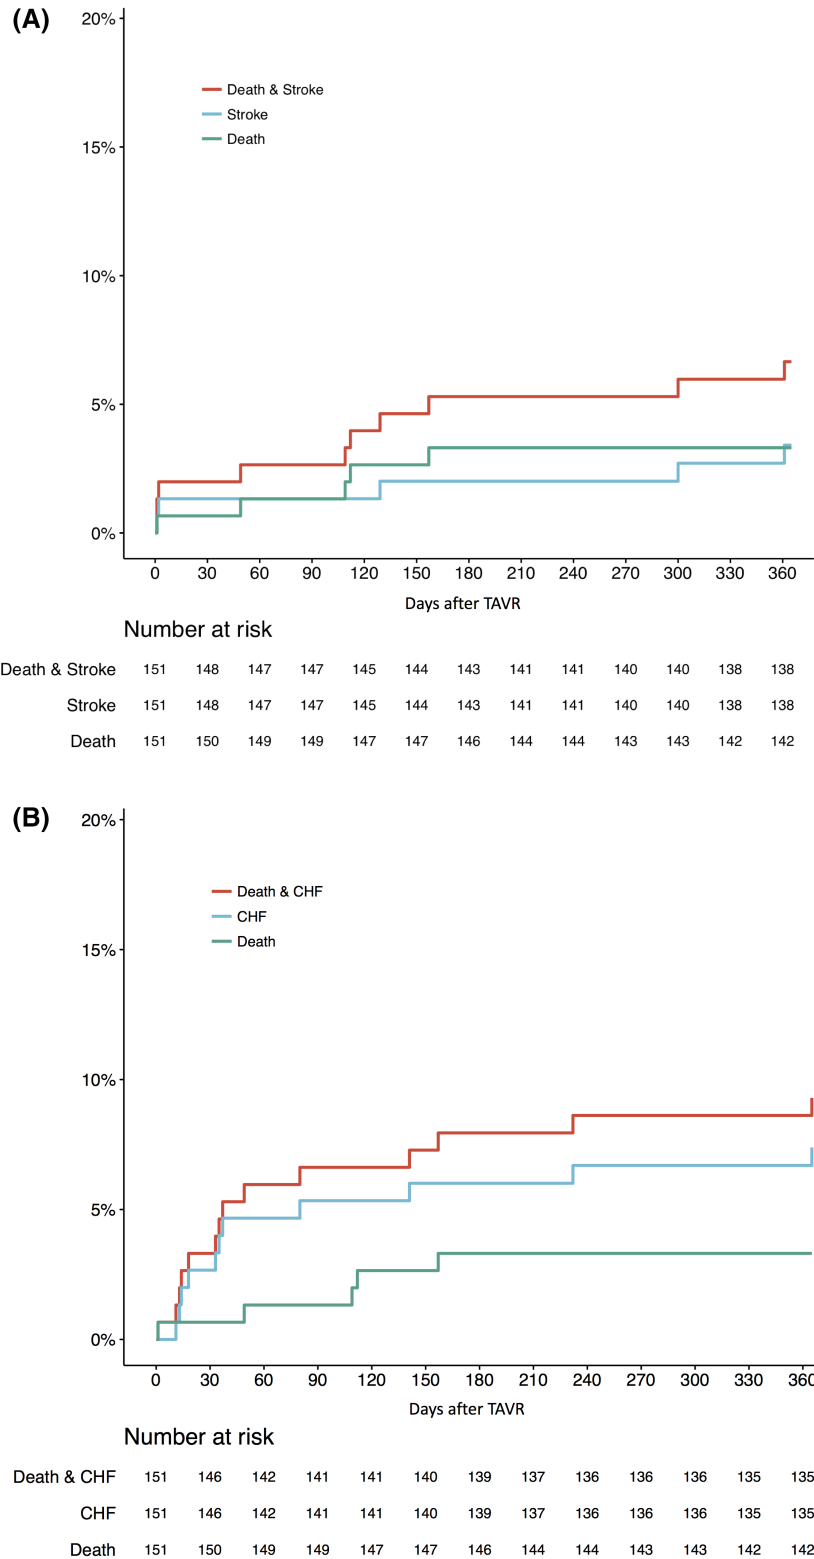 (A)
20%
15%
10%
5%
0%
Death & Stroke
Stroke
Death
0 30 60 90 120 150 180 210 240 270 300 330 360
Days after TAVR
Number at risk
Death & Stroke 151 148 147 147 145 144 143 141 141 140 140 138 138
Stroke 151 148 147 147 145 144 143 141 141 140 140 138 138
Death 151 150 149 149 147 147 146 144 144 143 143 142 142
(B)
20%
15%
10%
5%
0%
Death & CHF
CHF
Death
0 30 60 90 120 150 180 210 240 270 300 330 360
Days after TAVR
Number at risk
Death & CHF 151 146 142 141 141 140 139 137 136 136 136 135 135
CHF 151 146 142 141 141 140 139 137 136 136 136 135 135
Death 151 150 149 149 147 147 146 144 144 143 143 142 142